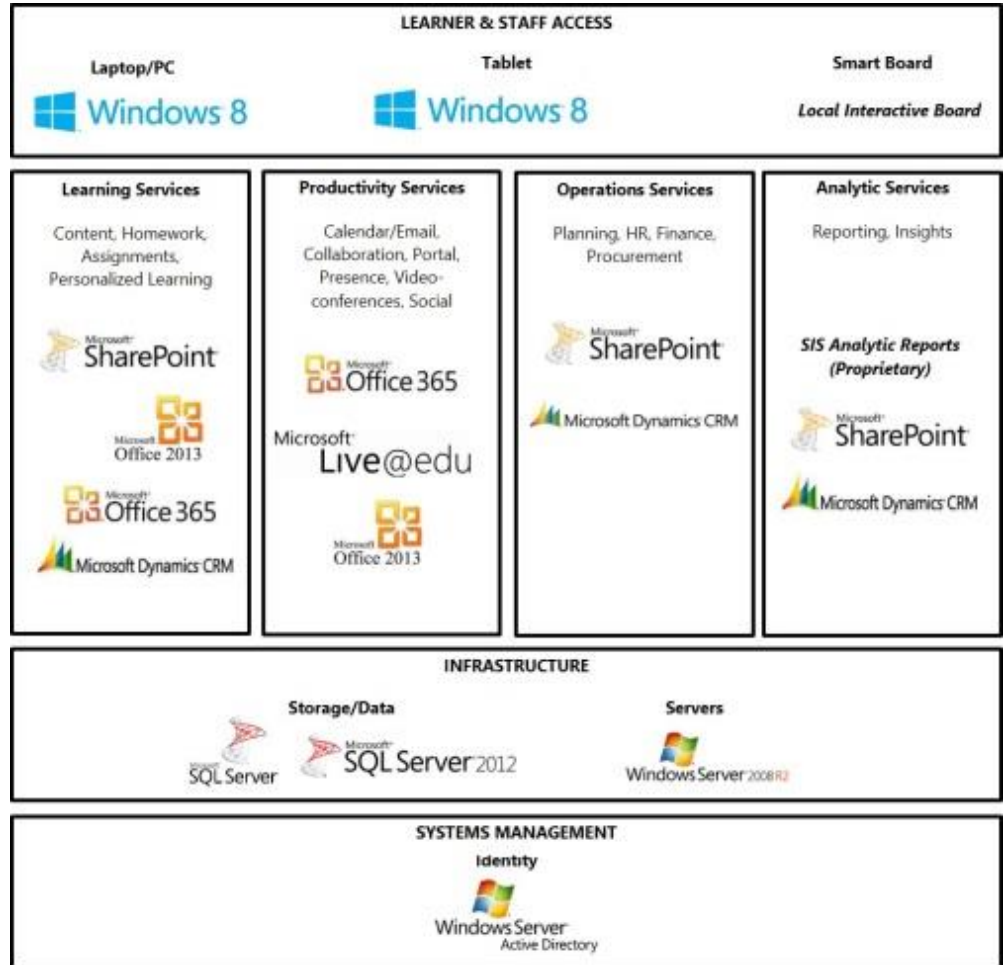 LEARNER & STAFF ACCESS
Laptop/PC
Windows 8
Tablet
Windows 8
Smart Board
Local Interactive Board
Learning Services
Content, Homework,
Assignments,
Personalized Learning
Microsoft
SharePoint
Microsoft
Office 2013
Microsoft
Office 365
Microsoft Dynamics CRM
Productivity Services
Calendar/Email,
Collaboration, Portal,
Presence, Video-
conferences, Social
Microsoft
Office 365
Microsoft
Live@edu
Microsoft
Office 2013
Operations Services
Planning, HR, Finance,
Procurement
Microsoft
SharePoint
Microsoft Dynamics CRM
Analytic Services
Reporting, Insights
SIS Analytic Reports
(Proprietary)
Microsoft
SharePoint
Microsoft Dynamics CRM
INFRASTRUCTURE
Storage/Data
Microsoft
SQL Server
Microsoft
SQL Server 2012
Servers
Windows Server 2008 R2
SYSTEMS MANAGEMENT
Identity
Windows Server
Active Directory